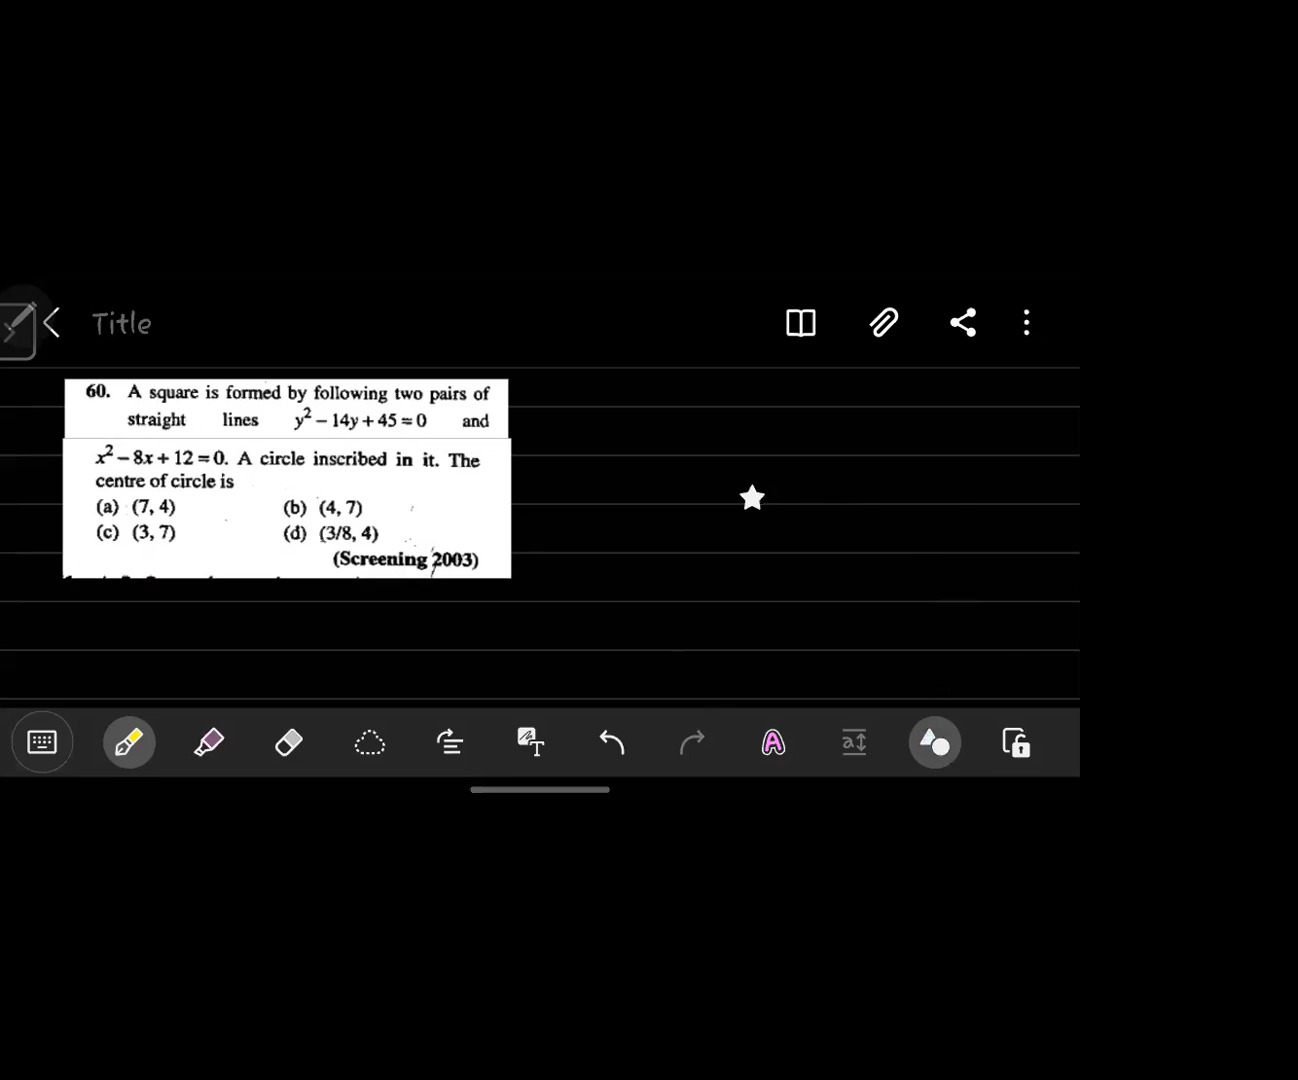 Title
60. A square is formed by following two pairs of
straight lines y² – 14y + 45 = 0 and
x² – 8x + 12 = 0. A circle inscribed in it. The
centre of circle is
(a) (7, 4) (b) (4, 7)
(c) (3, 7) (d) (3/8, 4)
(Screening 2003)